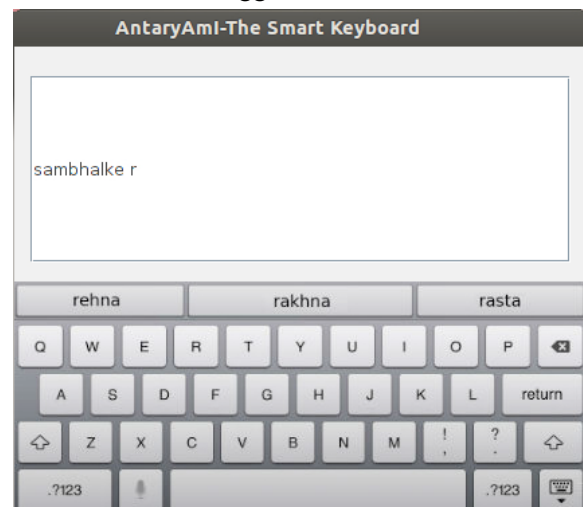 AntaryAmI-The Smart Keyboard
sambhalke r
rehna rakhna rasta
Q W E R T Y U I O P
A S D F G H J K L return
Z X C V B N M ! , ? .
.?123 .?123